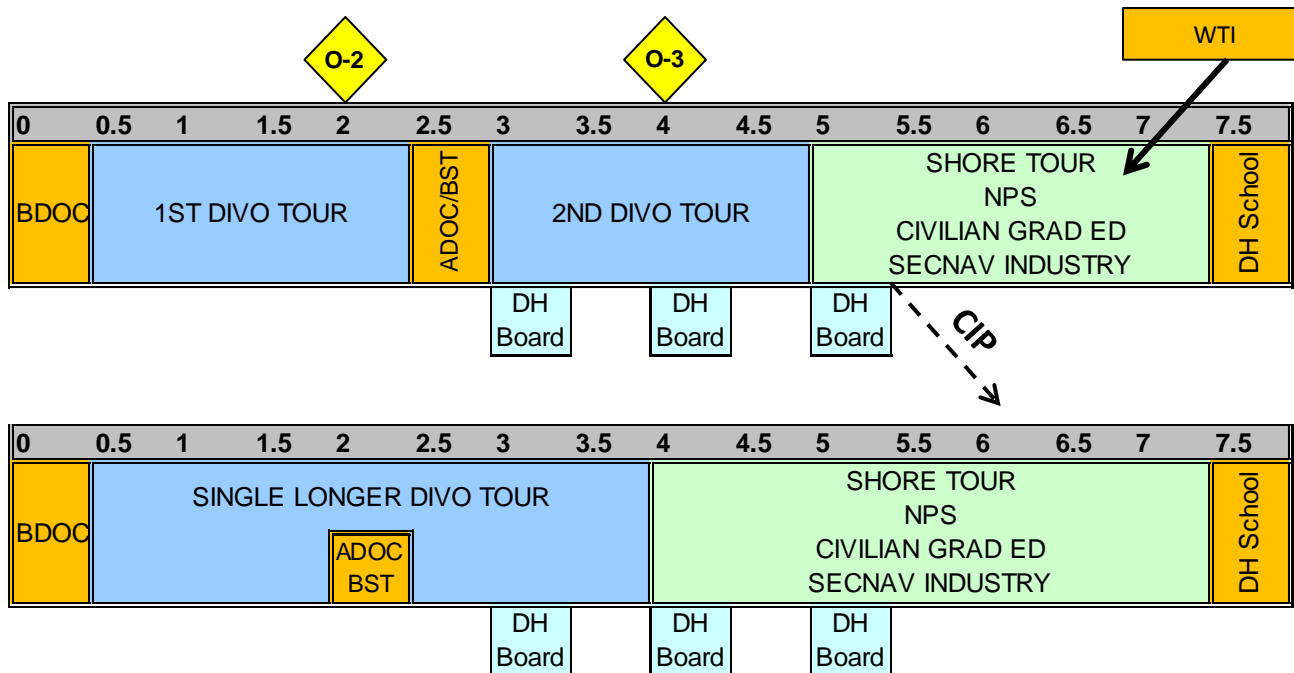 WTI
O-2 O-3
0 0.5 1 1.5 2 2.5 3 3.5 4 4.5 5 5.5 6 6.5 7 7.5
BDOC
1ST DIVO TOUR
ADOC/BST
2ND DIVO TOUR
SHORE TOUR
NPS
CIVILIAN GRAD ED
SECNAV INDUSTRY
DH School
DH
Board
DH
Board
DH
Board
CIP
0 0.5 1 1.5 2 2.5 3 3.5 4 4.5 5 5.5 6 6.5 7 7.5
BDOC
SINGLE LONGER DIVO TOUR
ADOC
BST
SHORE TOUR
NPS
CIVILIAN GRAD ED
SECNAV INDUSTRY
DH School
DH
Board
DH
Board
DH
Board